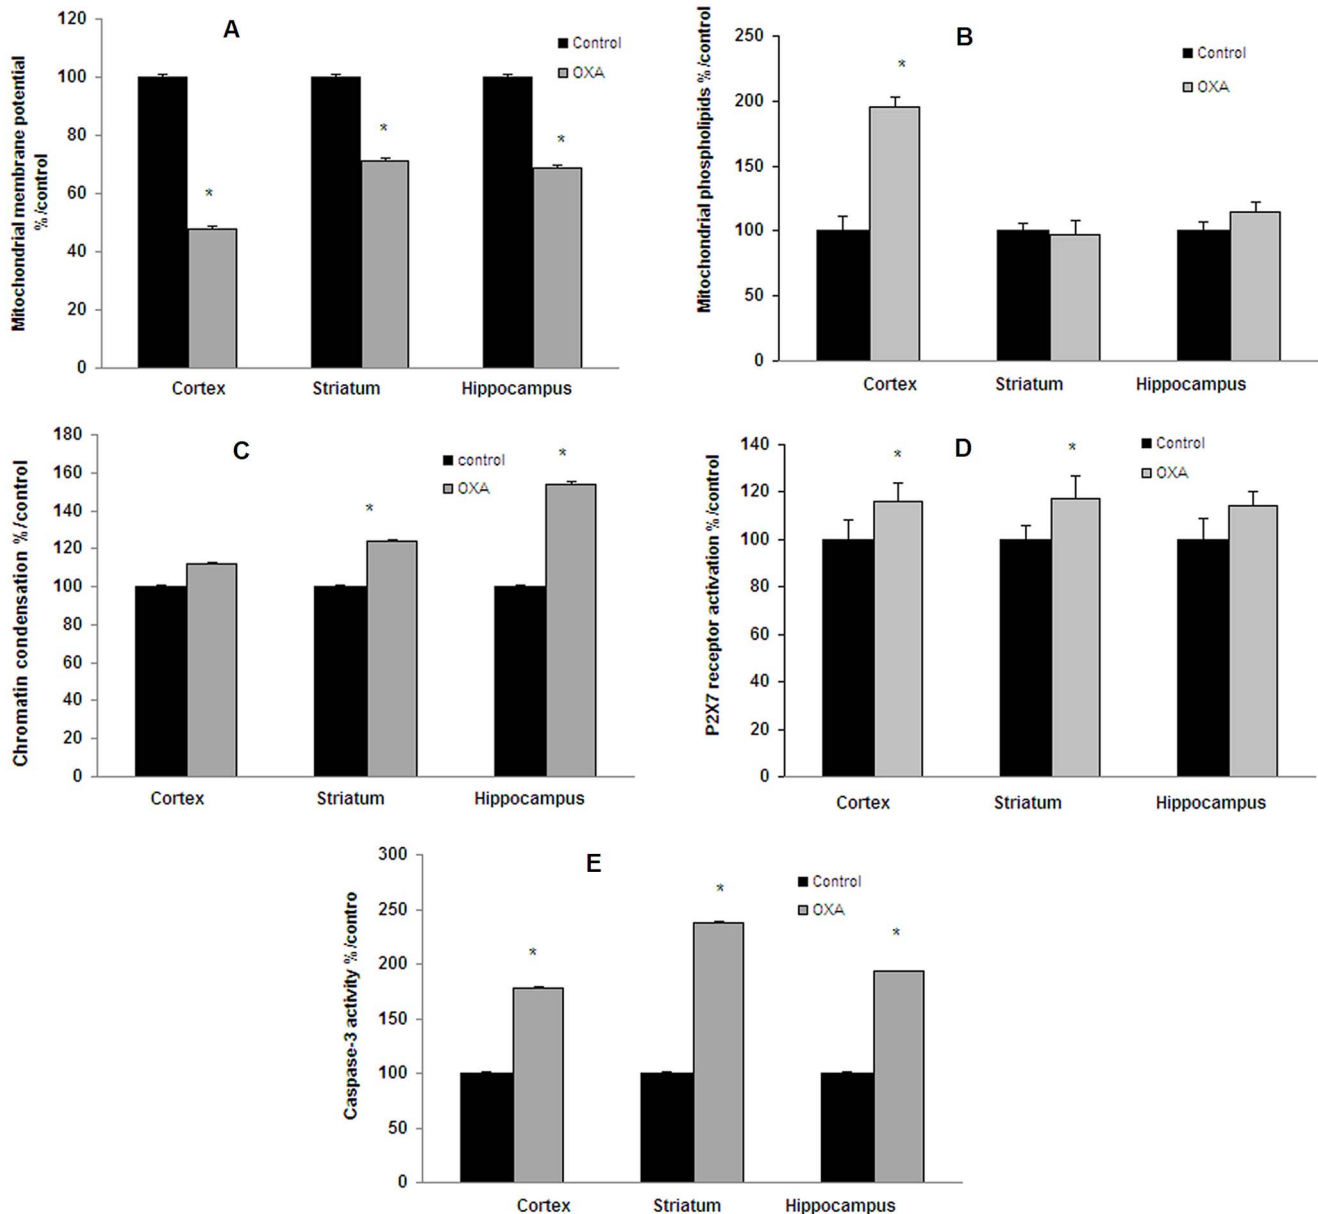 A
Mitochondrial membrane potential
%/control
120
100
80
60
40
20
0
Control
OXA
*
*
*
Cortex Striatum Hippocampus
B
Mitochondrial phospholipids %/control
250
200
150
100
50
0
Control
OXA
*
Cortex Striatum Hippocampus
C
Chromatin condensation %/control
180
160
140
120
100
80
60
40
20
0
control
OXA
*
*
Cortex Striatum Hippocampus
D
P2X7 receptor activation %/control
140
120
100
80
60
40
20
0
Control
OXA
*
*
Cortex Striatum Hippocampus
E
Caspase-3 activity %/contro
300
250
200
150
100
50
0
Control
OXA
*
*
*
Cortex Striatum Hippocampus